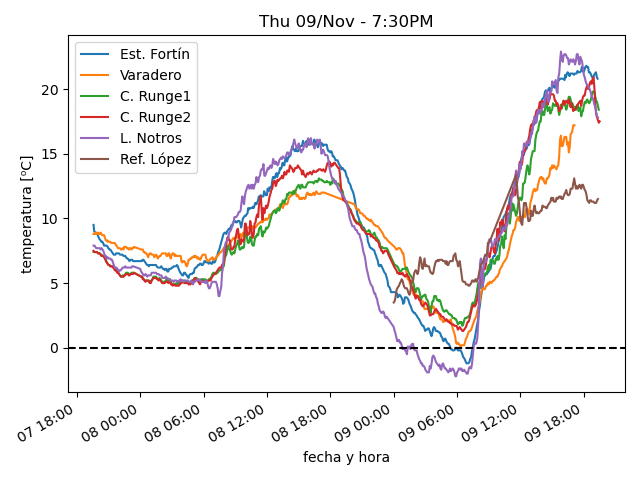 Thu 09/Nov - 7:30PM
Est. Fortín
Varadero
C. Runge1
C. Runge2
L. Notros
Ref. López
temperatura [ºC]
20
15
10
5
0
07 18:00
08 00:00
08 06:00
08 12:00
08 18:00
09 00:00
09 06:00
09 12:00
09 18:00
fecha y hora